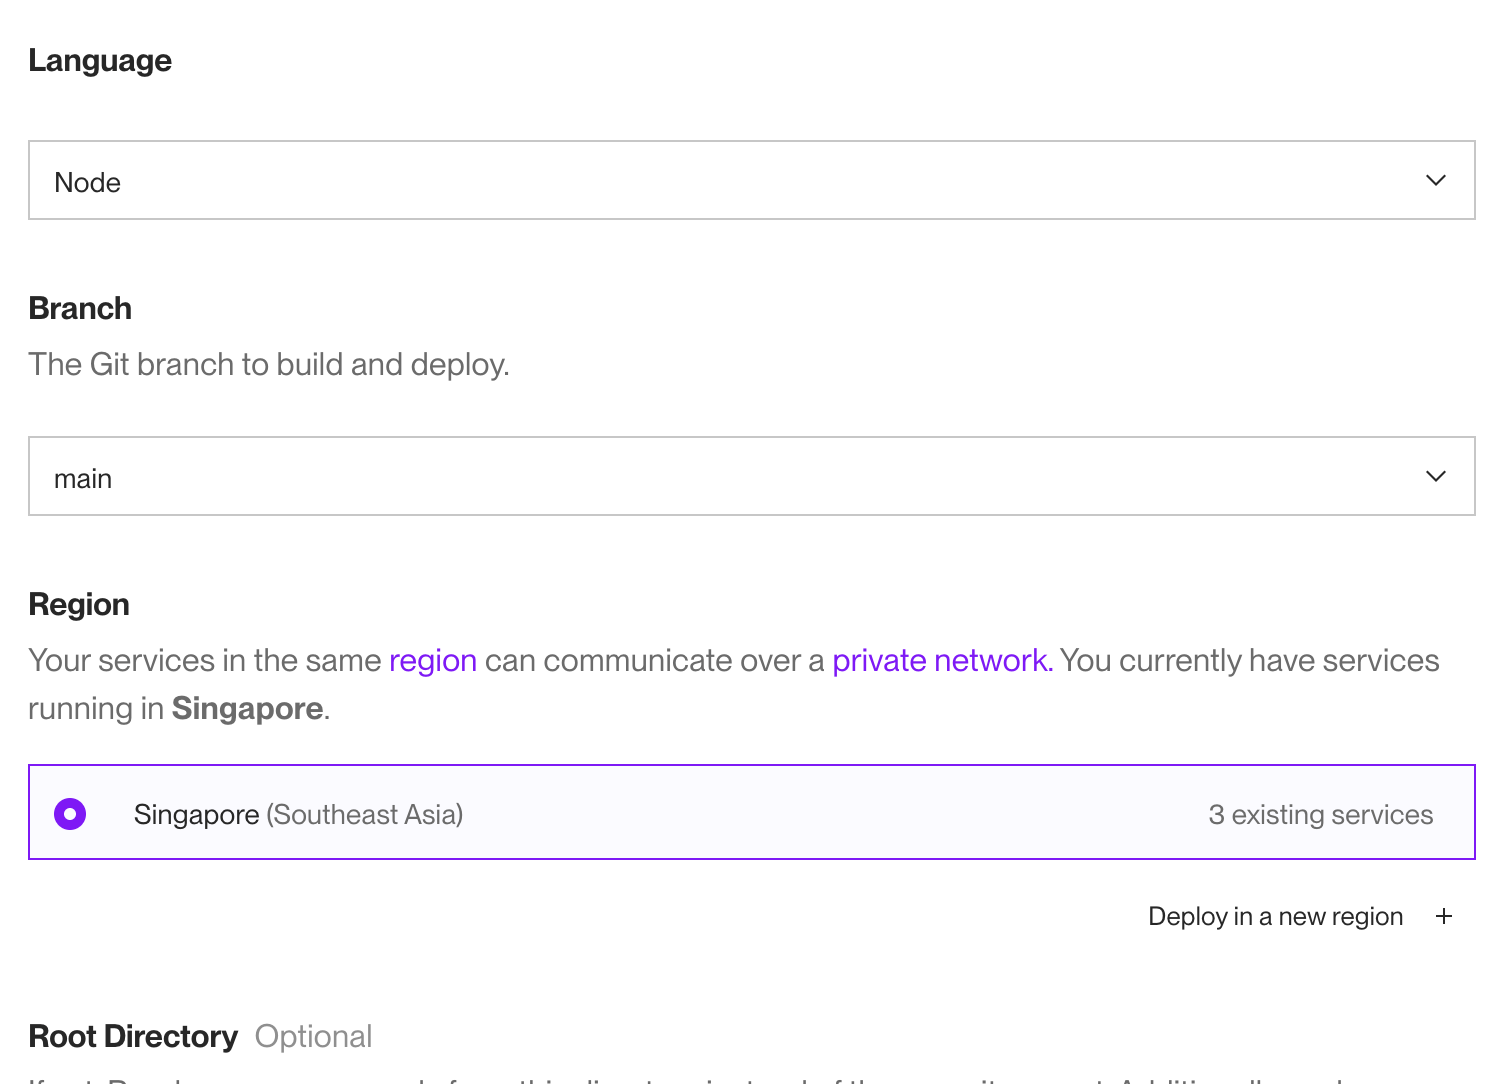 Language
Node
Branch
The Git branch to build and deploy.
main
Region
Your services in the same region can communicate over a private network. You currently have services
running in Singapore.
Singapore (Southeast Asia) 3 existing services
Deploy in a new region +
Root Directory Optional